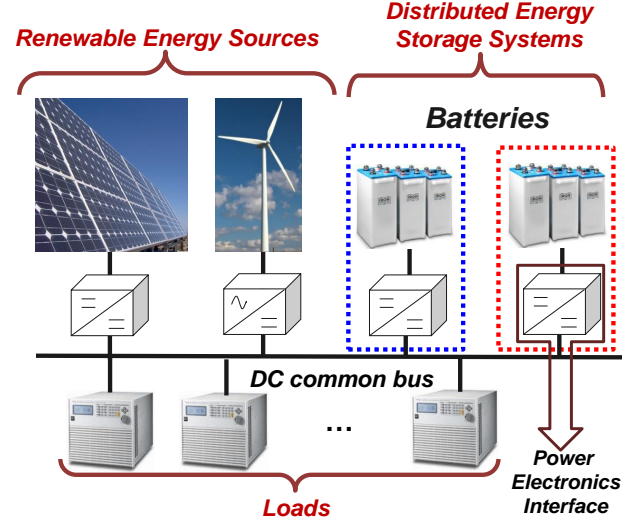 Renewable Energy Sources
Distributed Energy
Storage Systems
Batteries
DC common bus
...
Loads
Power
Electronics
Interface